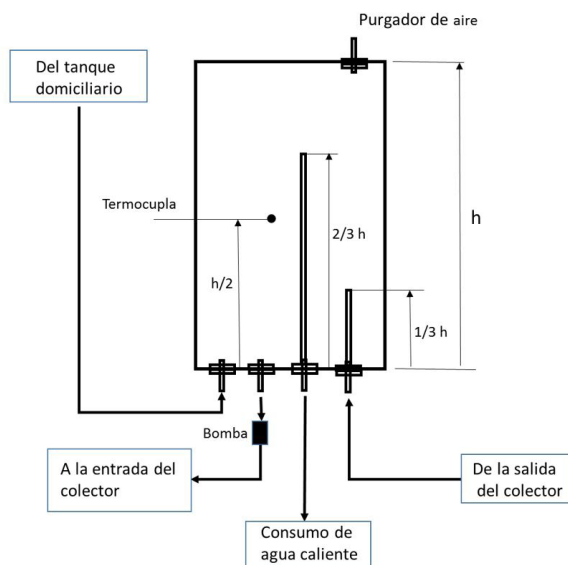 Purgador de aire
Del tanque
domiciliario
Termocupla
2/3 h
h
h/2
1/3 h
Bomba
A la entrada del
colector
De la salida
del colector
Consumo de
agua caliente